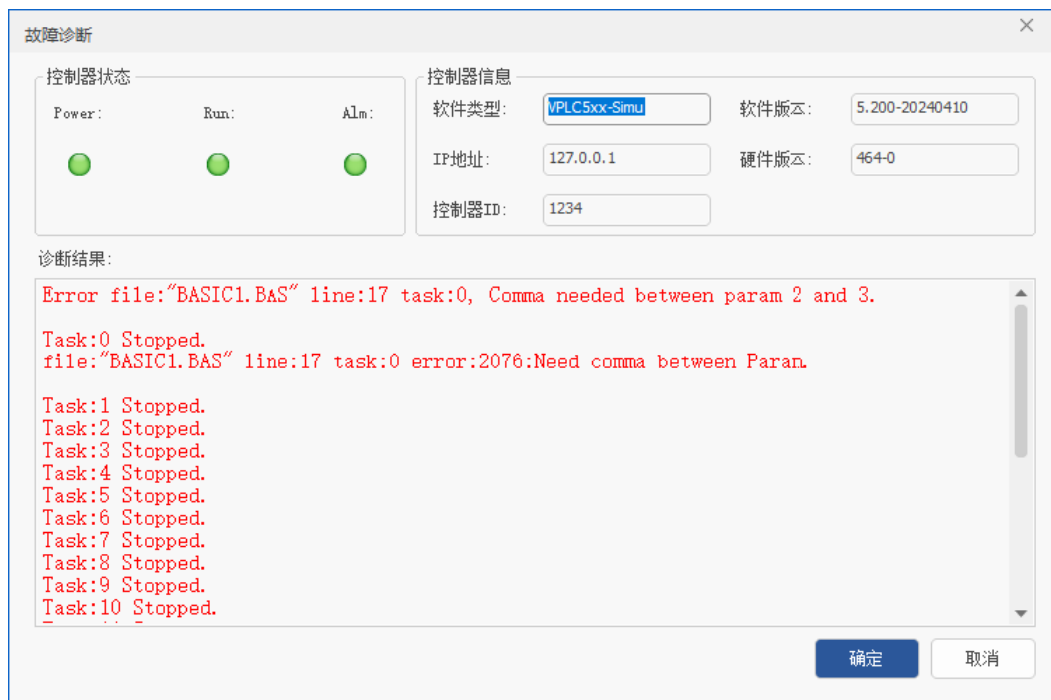 故障诊断
控制器状态
Power:
Run:
Alm:
控制器信息
软件类型:
VPLC5xx-Simu
软件版本:
5.200-20240410
IP地址:
127.0.0.1
硬件版本:
464-0
控制器ID:
1234
诊断结果:
Error file:"BASIC1.BAS" line:17 task:0, Comma needed between param 2 and 3.
Task:0 Stopped.
file:"BASIC1.BAS" line:17 task:0 error:2076:Need comma between Param.
Task:1 Stopped.
Task:2 Stopped.
Task:3 Stopped.
Task:4 Stopped.
Task:5 Stopped.
Task:6 Stopped.
Task:7 Stopped.
Task:8 Stopped.
Task:9 Stopped.
Task:10 Stopped.
确定
取消